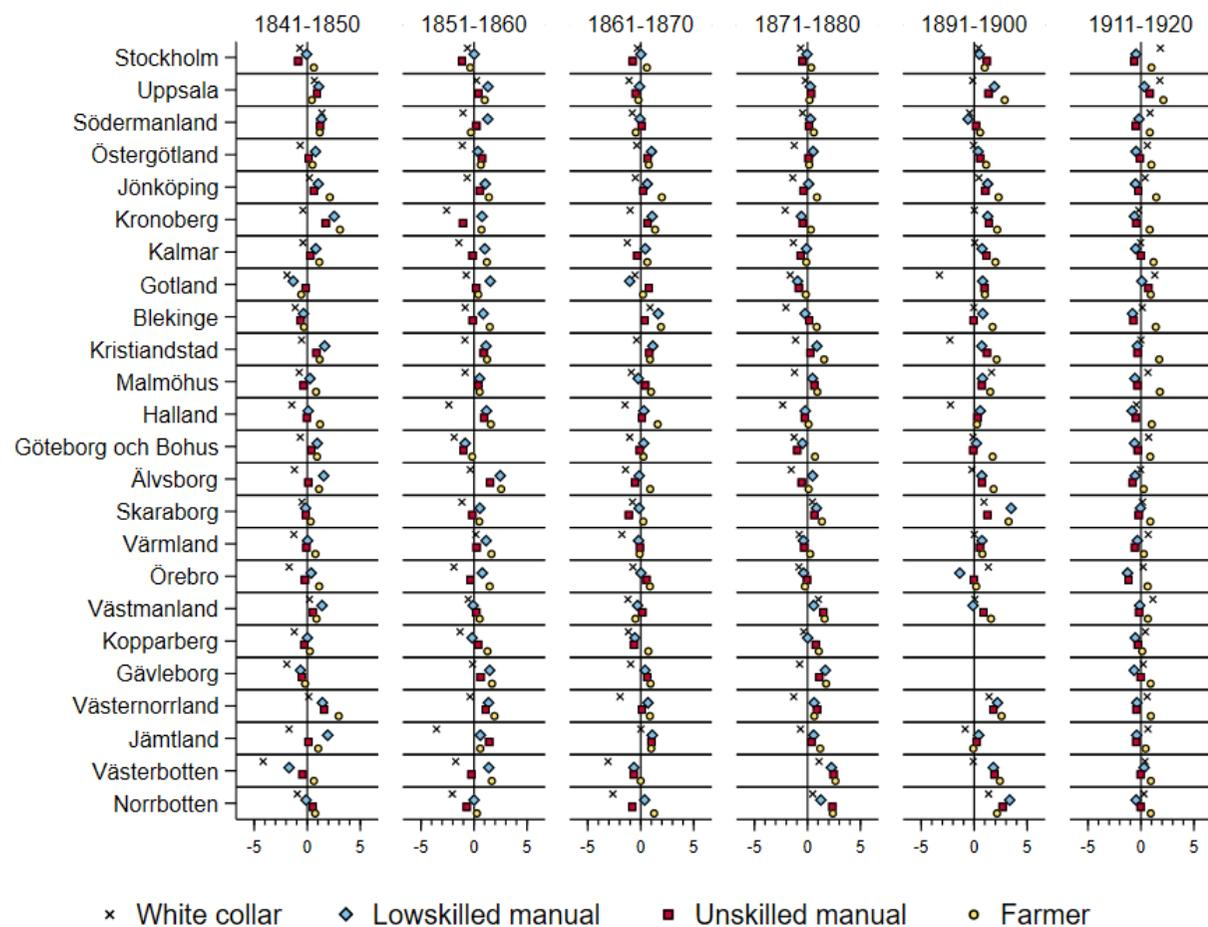 1841-1850 1851-1860 1861-1870 1871-1880 1891-1900 1911-1920
Stockholm
Uppsala
Södermanland
Östergötland
Jönköping
Kronoberg
Kalmar
Gotland
Blekinge
Kristiandstad
Malmöhus
Halland
Göteborg och Bohus
Älvsborg
Skaraborg
Värmland
Örebro
Västmanland
Kopparberg
Gävleborg
Västernorrland
Jämtland
Västerbotten
Norrbotten
-5 0 5 -5 0 5 -5 0 5 -5 0 5 -5 0 5 -5 0 5
White collar Lowskilled manual Unskilled manual Farmer